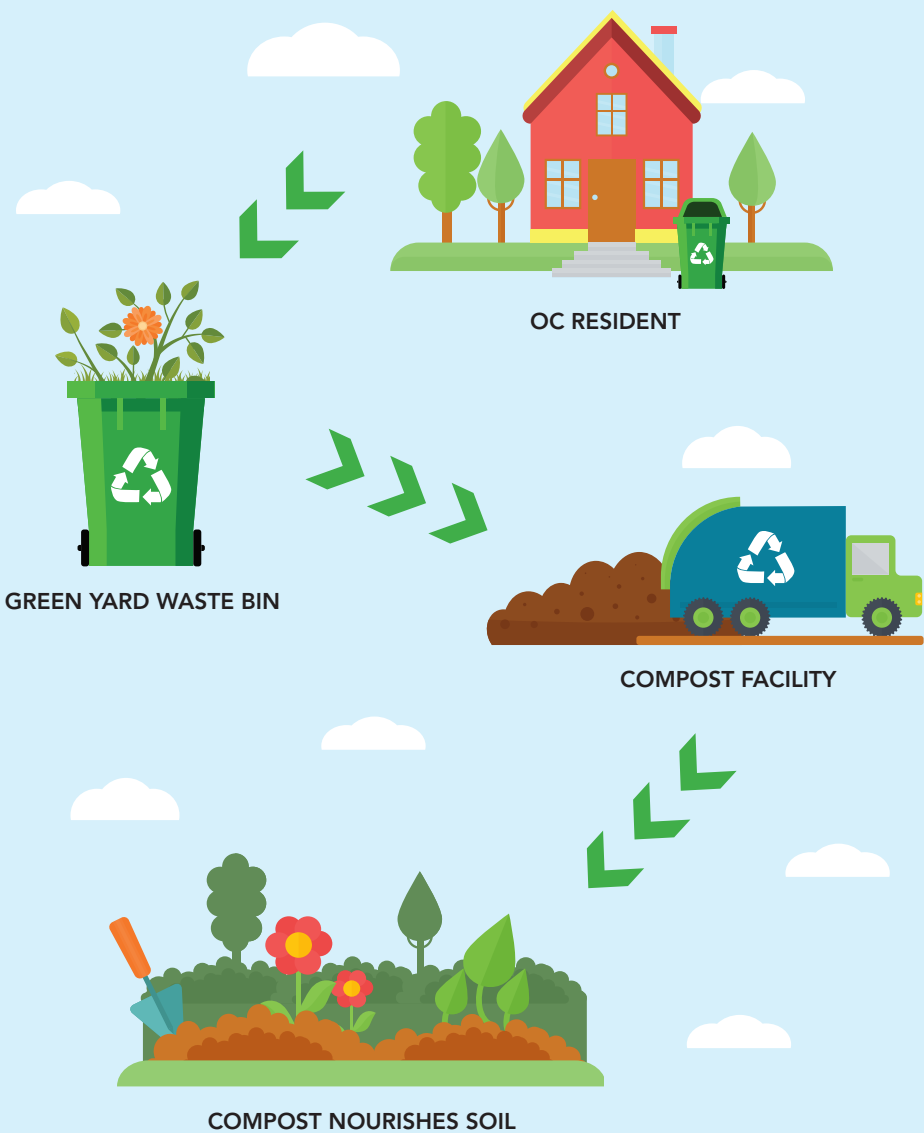 OC RESIDENT
GREEN YARD WASTE BIN
COMPOST FACILITY
COMPOST NOURISHES SOIL